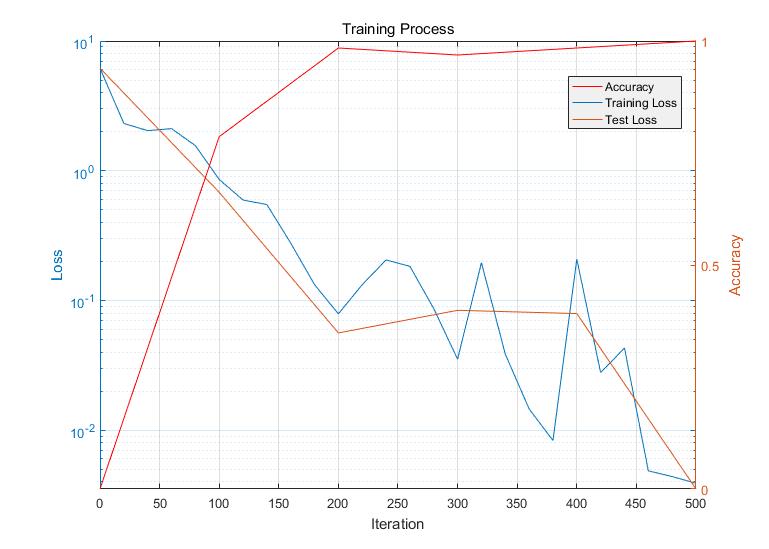 Training Process
10^1
10^0
10^-1
10^-2
Loss
1
0.5
0
Accuracy
Accuracy
Training Loss
Test Loss
0 50 100 150 200 250 300 350 400 450 500
Iteration